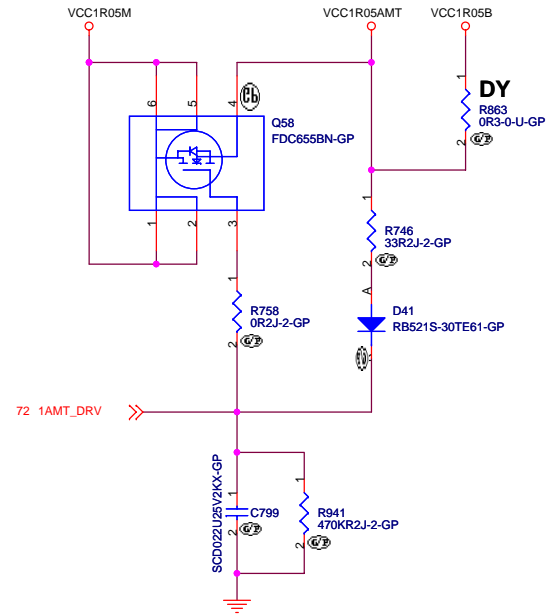 VCC1R05M
VCC1R05AMT
VCC1R05B
6
5
4
Q58
FDC655BN-GP
1
DY
R863
0R3-0-U-GP
2
G/P
1
2
3
1
R746
33R2J-2-GP
2
G/P
1
R758
0R2J-2-GP
2
G/P
A
D41
RB521S-30TE61-GP
72 1AMT_DRV
SCD022U25V2KX-GP
1
C799
2
G/P
1
R941
470KR2J-2-GP
2
G/P